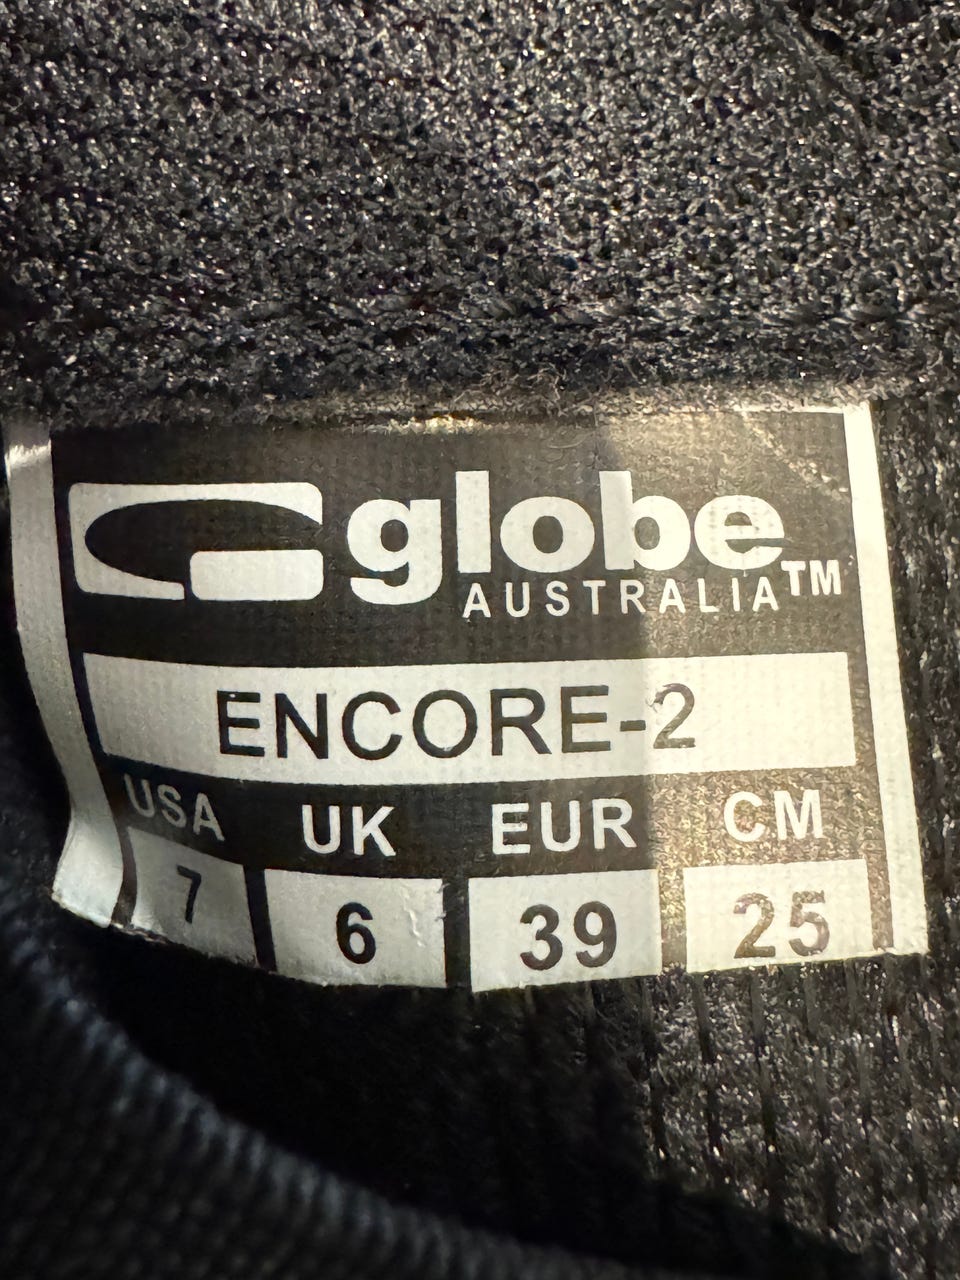 globe
AUSTRALIA™
ENCORE-2
USA UK EUR CM
7 6 39 25